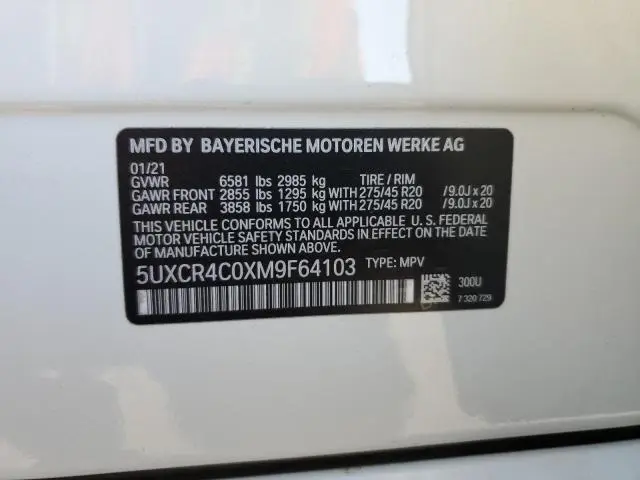 MFD BY BAYERISCHE MOTOREN WERKE AG
01/21
GVWR 6581 lbs 2985 kg TIRE / RIM
GAWR FRONT 2855 lbs 1295 kg WITH 275/45 R20 /9.0J x 20
GAWR REAR 3858 lbs 1750 kg WITH 275/45 R20 /9.0J x 20
THIS VEHICLE CONFORMS TO ALL APPLICABLE U. S. FEDERAL
MOTOR VEHICLE SAFETY STANDARDS IN EFFECT ON THE
DATE OF MANUFACTURE SHOWN ABOVE.
5UXCR4C0XM9F64103 TYPE: MPV
300U
7 320 729